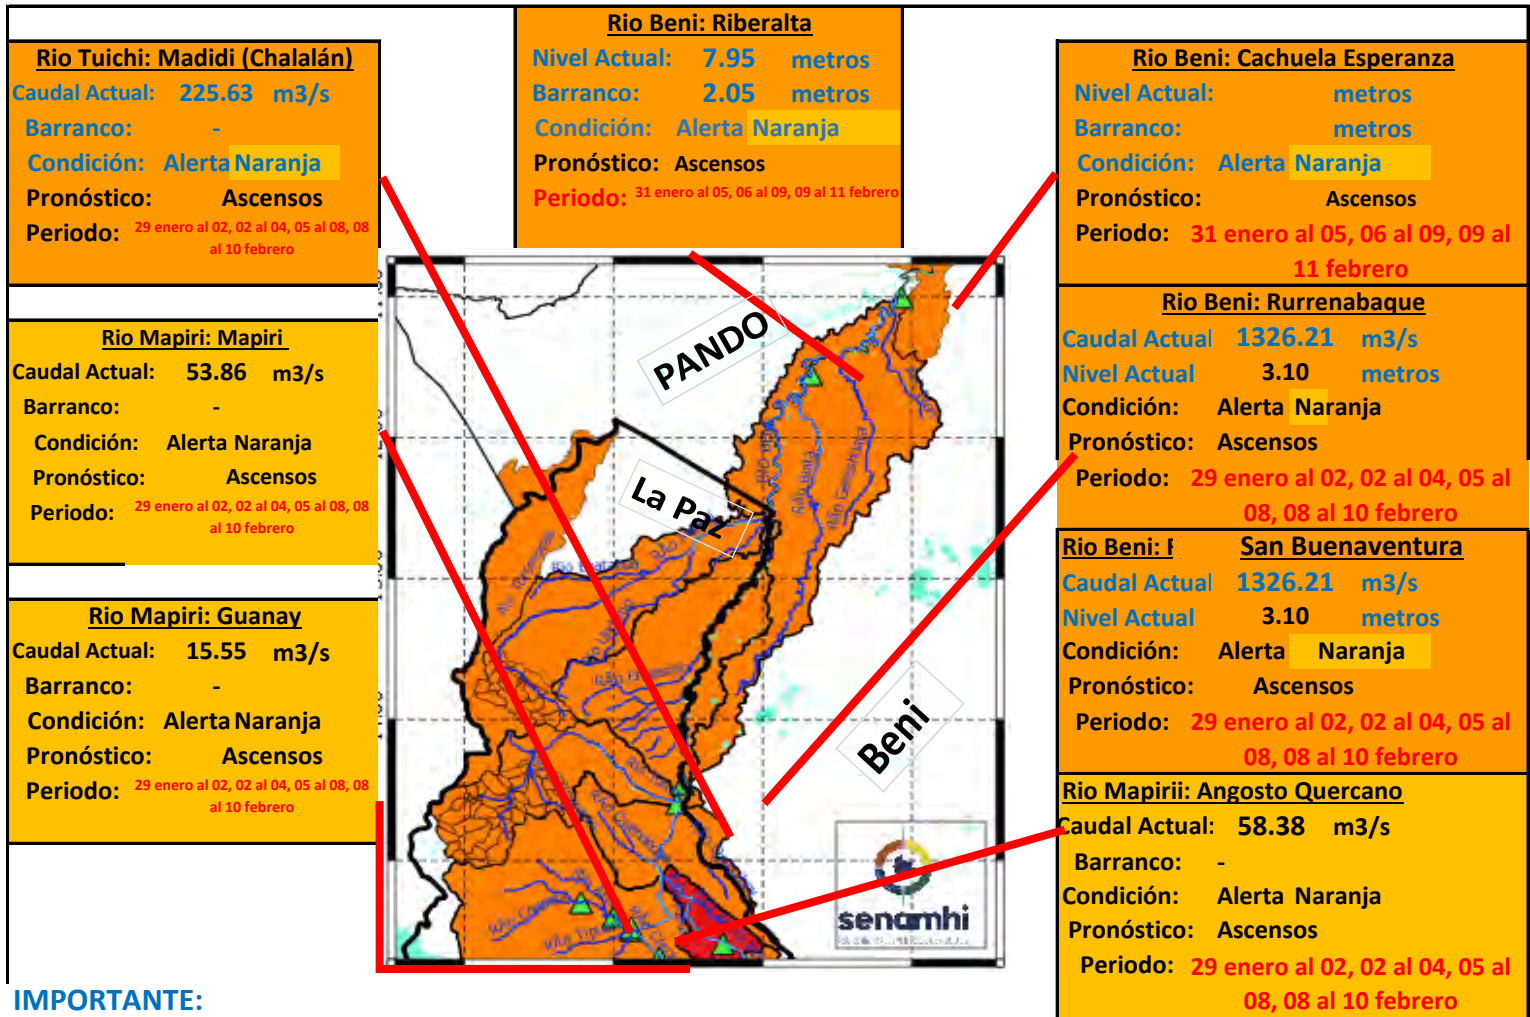 Rio Tuichi: Madidi (Chalalán)
Caudal Actual: 225.63 m3/s
Barranco: -
Condición: Alerta Naranja
Pronóstico: Ascensos
Periodo: 29 enero al 02, 02 al 04, 05 al 08, 08
al 10 febrero
Rio Mapiri: Mapiri
Caudal Actual: 53.86 m3/s
Barranco: -
Condición: Alerta Naranja
Pronóstico: Ascensos
Periodo: 29 enero al 02, 02 al 04, 05 al 08, 08
al 10 febrero
Rio Mapiri: Guanay
Caudal Actual: 15.55 m3/s
Barranco: -
Condición: Alerta Naranja
Pronóstico: Ascensos
Periodo: 29 enero al 02, 02 al 04, 05 al 08, 08
al 10 febrero
IMPORTANTE:
Rio Beni: Riberalta
Nivel Actual: 7.95 metros
Barranco: 2.05 metros
Condición: Alerta Naranja
Pronóstico: Ascensos
Periodo: 31 enero al 05, 06 al 09, 09 al 11 febrero
PANDO
La Paz
Beni
senamhi
Rio Beni: Cachuela Esperanza
Nivel Actual: metros
Barranco: metros
Condición: Alerta Naranja
Pronóstico: Ascensos
Periodo: 31 enero al 05, 06 al 09, 09 al
11 febrero
Rio Beni: Rurrenabaque
Caudal Actual 1326.21 m3/s
Nivel Actual 3.10 metros
Condición: Alerta Naranja
Pronóstico: Ascensos
Periodo: 29 enero al 02, 02 al 04, 05 al
08, 08 al 10 febrero
Rio Beni: San Buenaventura
Caudal Actual 1326.21 m3/s
Nivel Actual 3.10 metros
Condición: Alerta Naranja
Pronóstico: Ascensos
Periodo: 29 enero al 02, 02 al 04, 05 al
08, 08 al 10 febrero
Rio Mapirii: Angosto Quercano
Caudal Actual: 58.38 m3/s
Barranco: -
Condición: Alerta Naranja
Pronóstico: Ascensos
Periodo: 29 enero al 02, 02 al 04, 05 al
08, 08 al 10 febrero